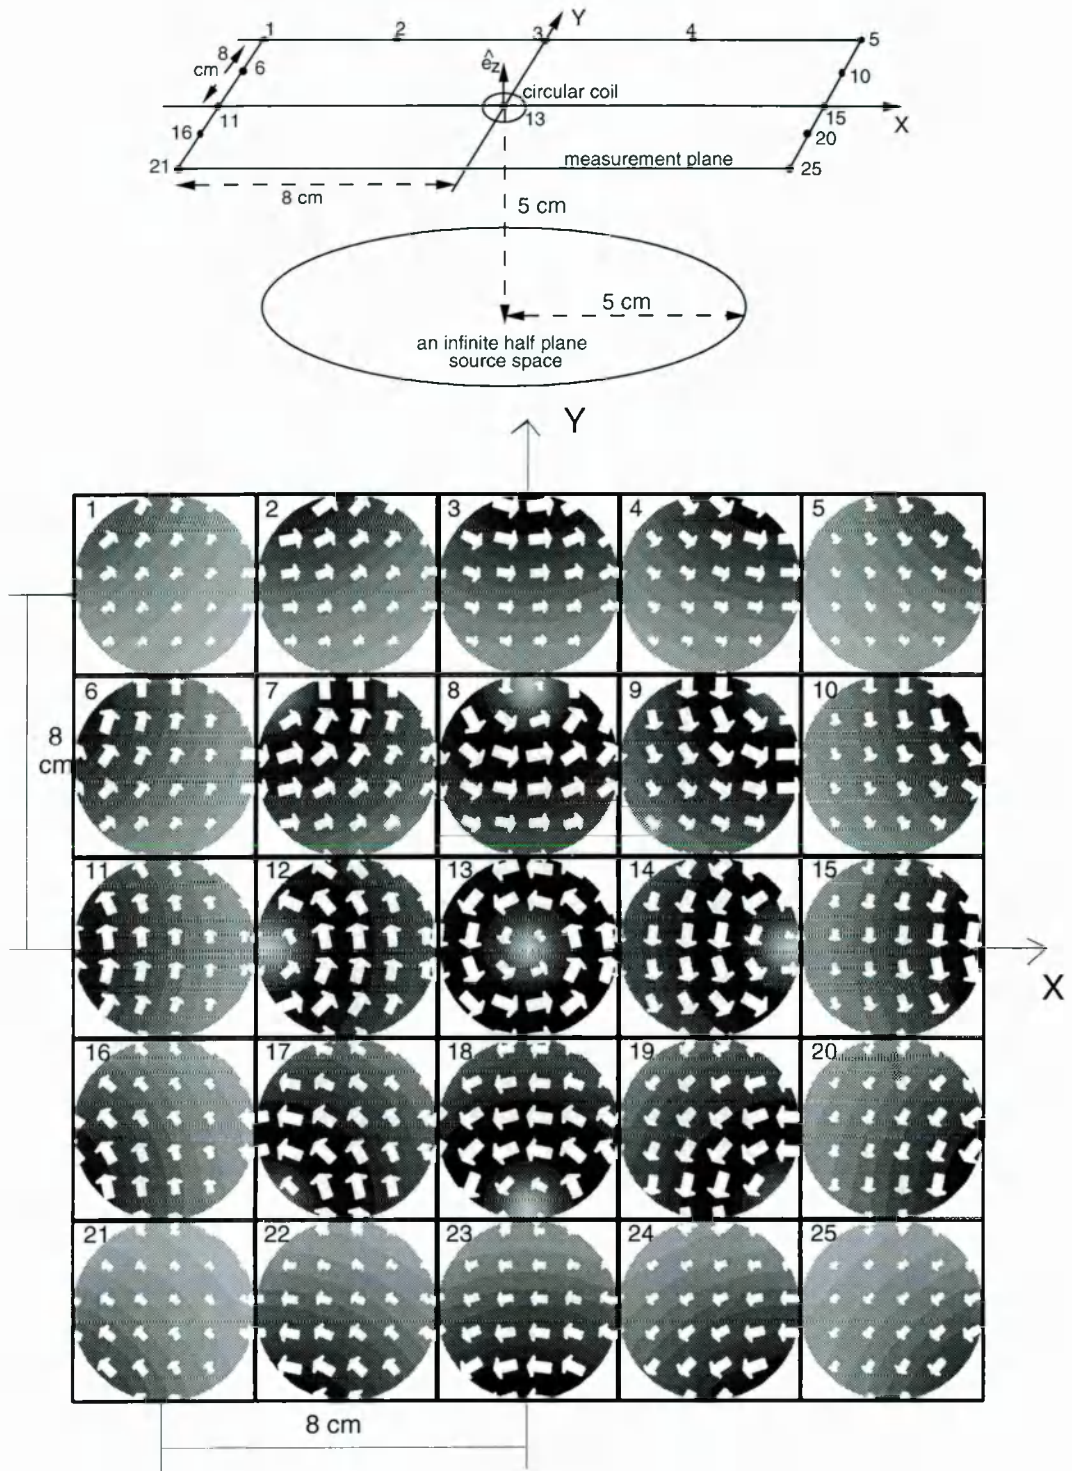 Y
1 2 3 4 5
8 cm
6
ê_z
10
circular coil
11 13 15 X
16 20
21 measurement plane 25
8 cm
5 cm
5 cm
an infinite half plane
source space
Y
1 2 3 4 5
6 7 8 9 10
8
cm
11 12 13 14 15
X
16 17 18 19 20
21 22 23 24 25
8 cm